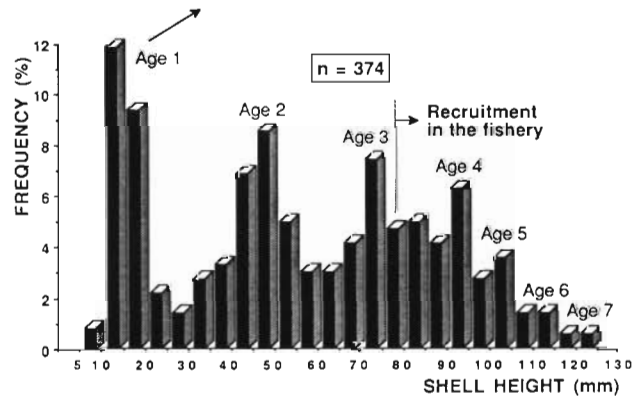 12
10
8
6
4
2
0
FREQUENCY (%)
Age 1
n = 374
Age 2
Age 3
Recruitment
in the fishery
Age 4
Age 5
Age 6
Age 7
5 10 20 30 40 50 60 70 80 90 100 110 120 130
SHELL HEIGHT (mm)